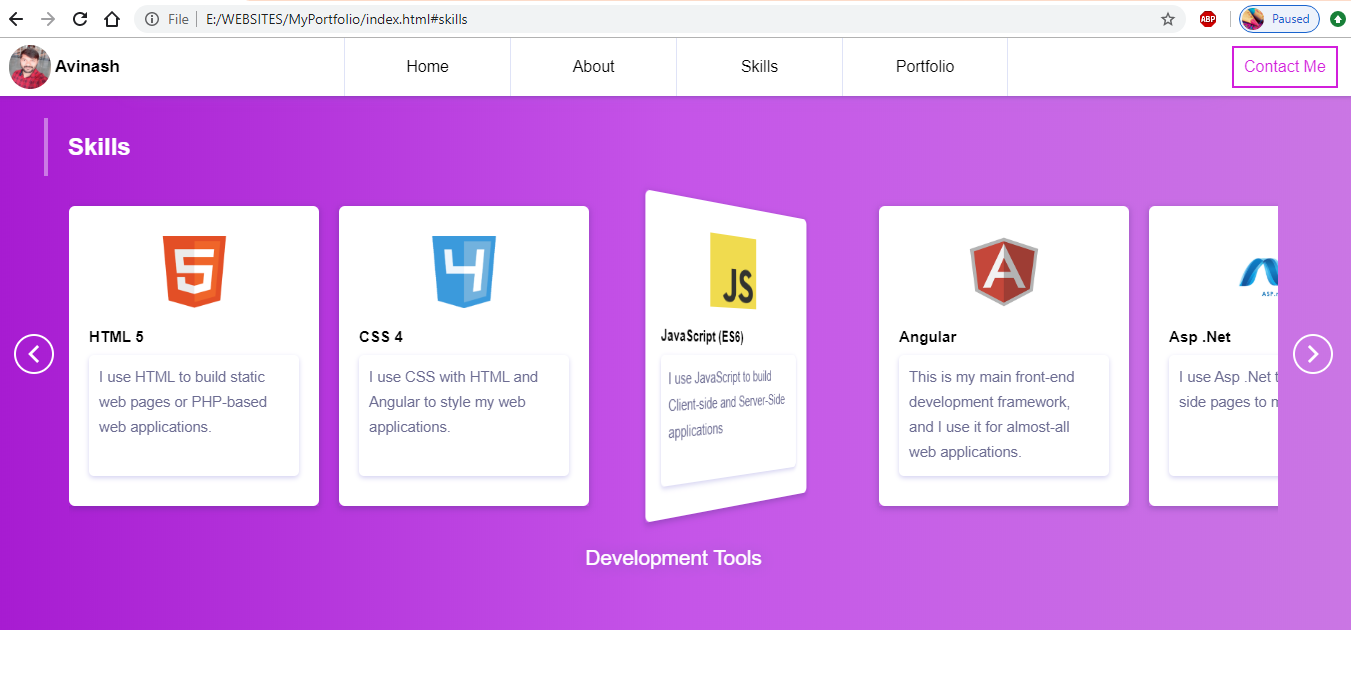 File E:/WEBSITES/MyPortfolio/index.html#skills ABP Paused
Avinash Home About Skills Portfolio Contact Me
Skills
5
4
JS
A
ASP.n
HTML 5
CSS 4
JavaScript (ES6)
Angular
Asp .Net
I use HTML to build static
web pages or PHP-based
web applications.
I use CSS with HTML and
Angular to style my web
applications.
I use JavaScript to build
Client-side and Server-Side
applications
This is my main front-end
development framework,
and I use it for almost-all
web applications.
I use Asp .Net
side pages to
Development Tools